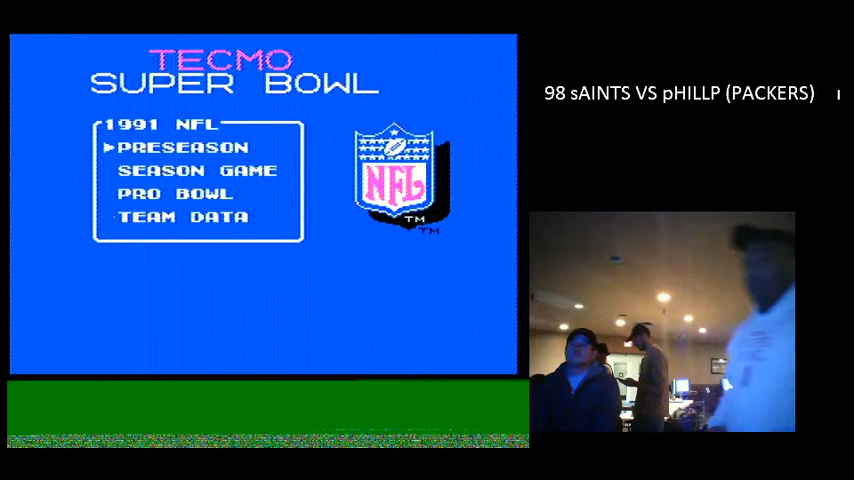 TECMO
SUPER BOWL
1991 NFL
PRESEASON
SEASON GAME
PRO BOWL
TEAM DATA
NFL
TM
TM
98 sAINTS VS pHILLP (PACKERS)